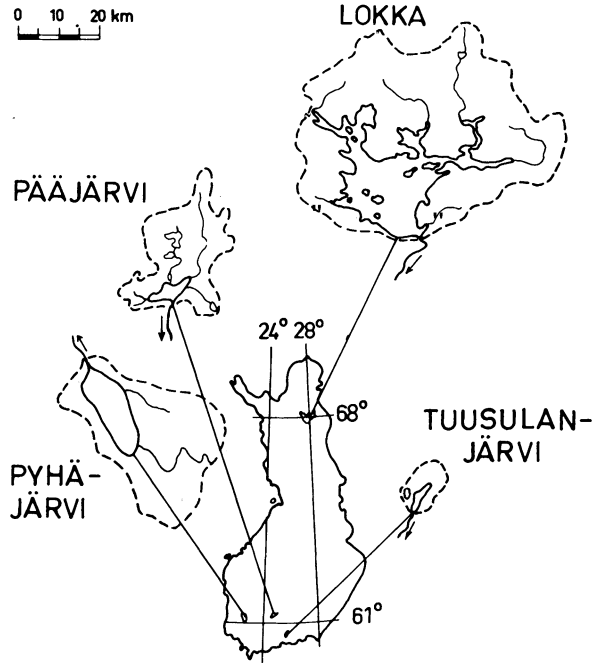 0 10 20 km
LOKKA
PÄÄJÄRVI
24° 28°
68°
TUUSULAN-
JÄRVI
PYHÄ-
JÄRVI
61°